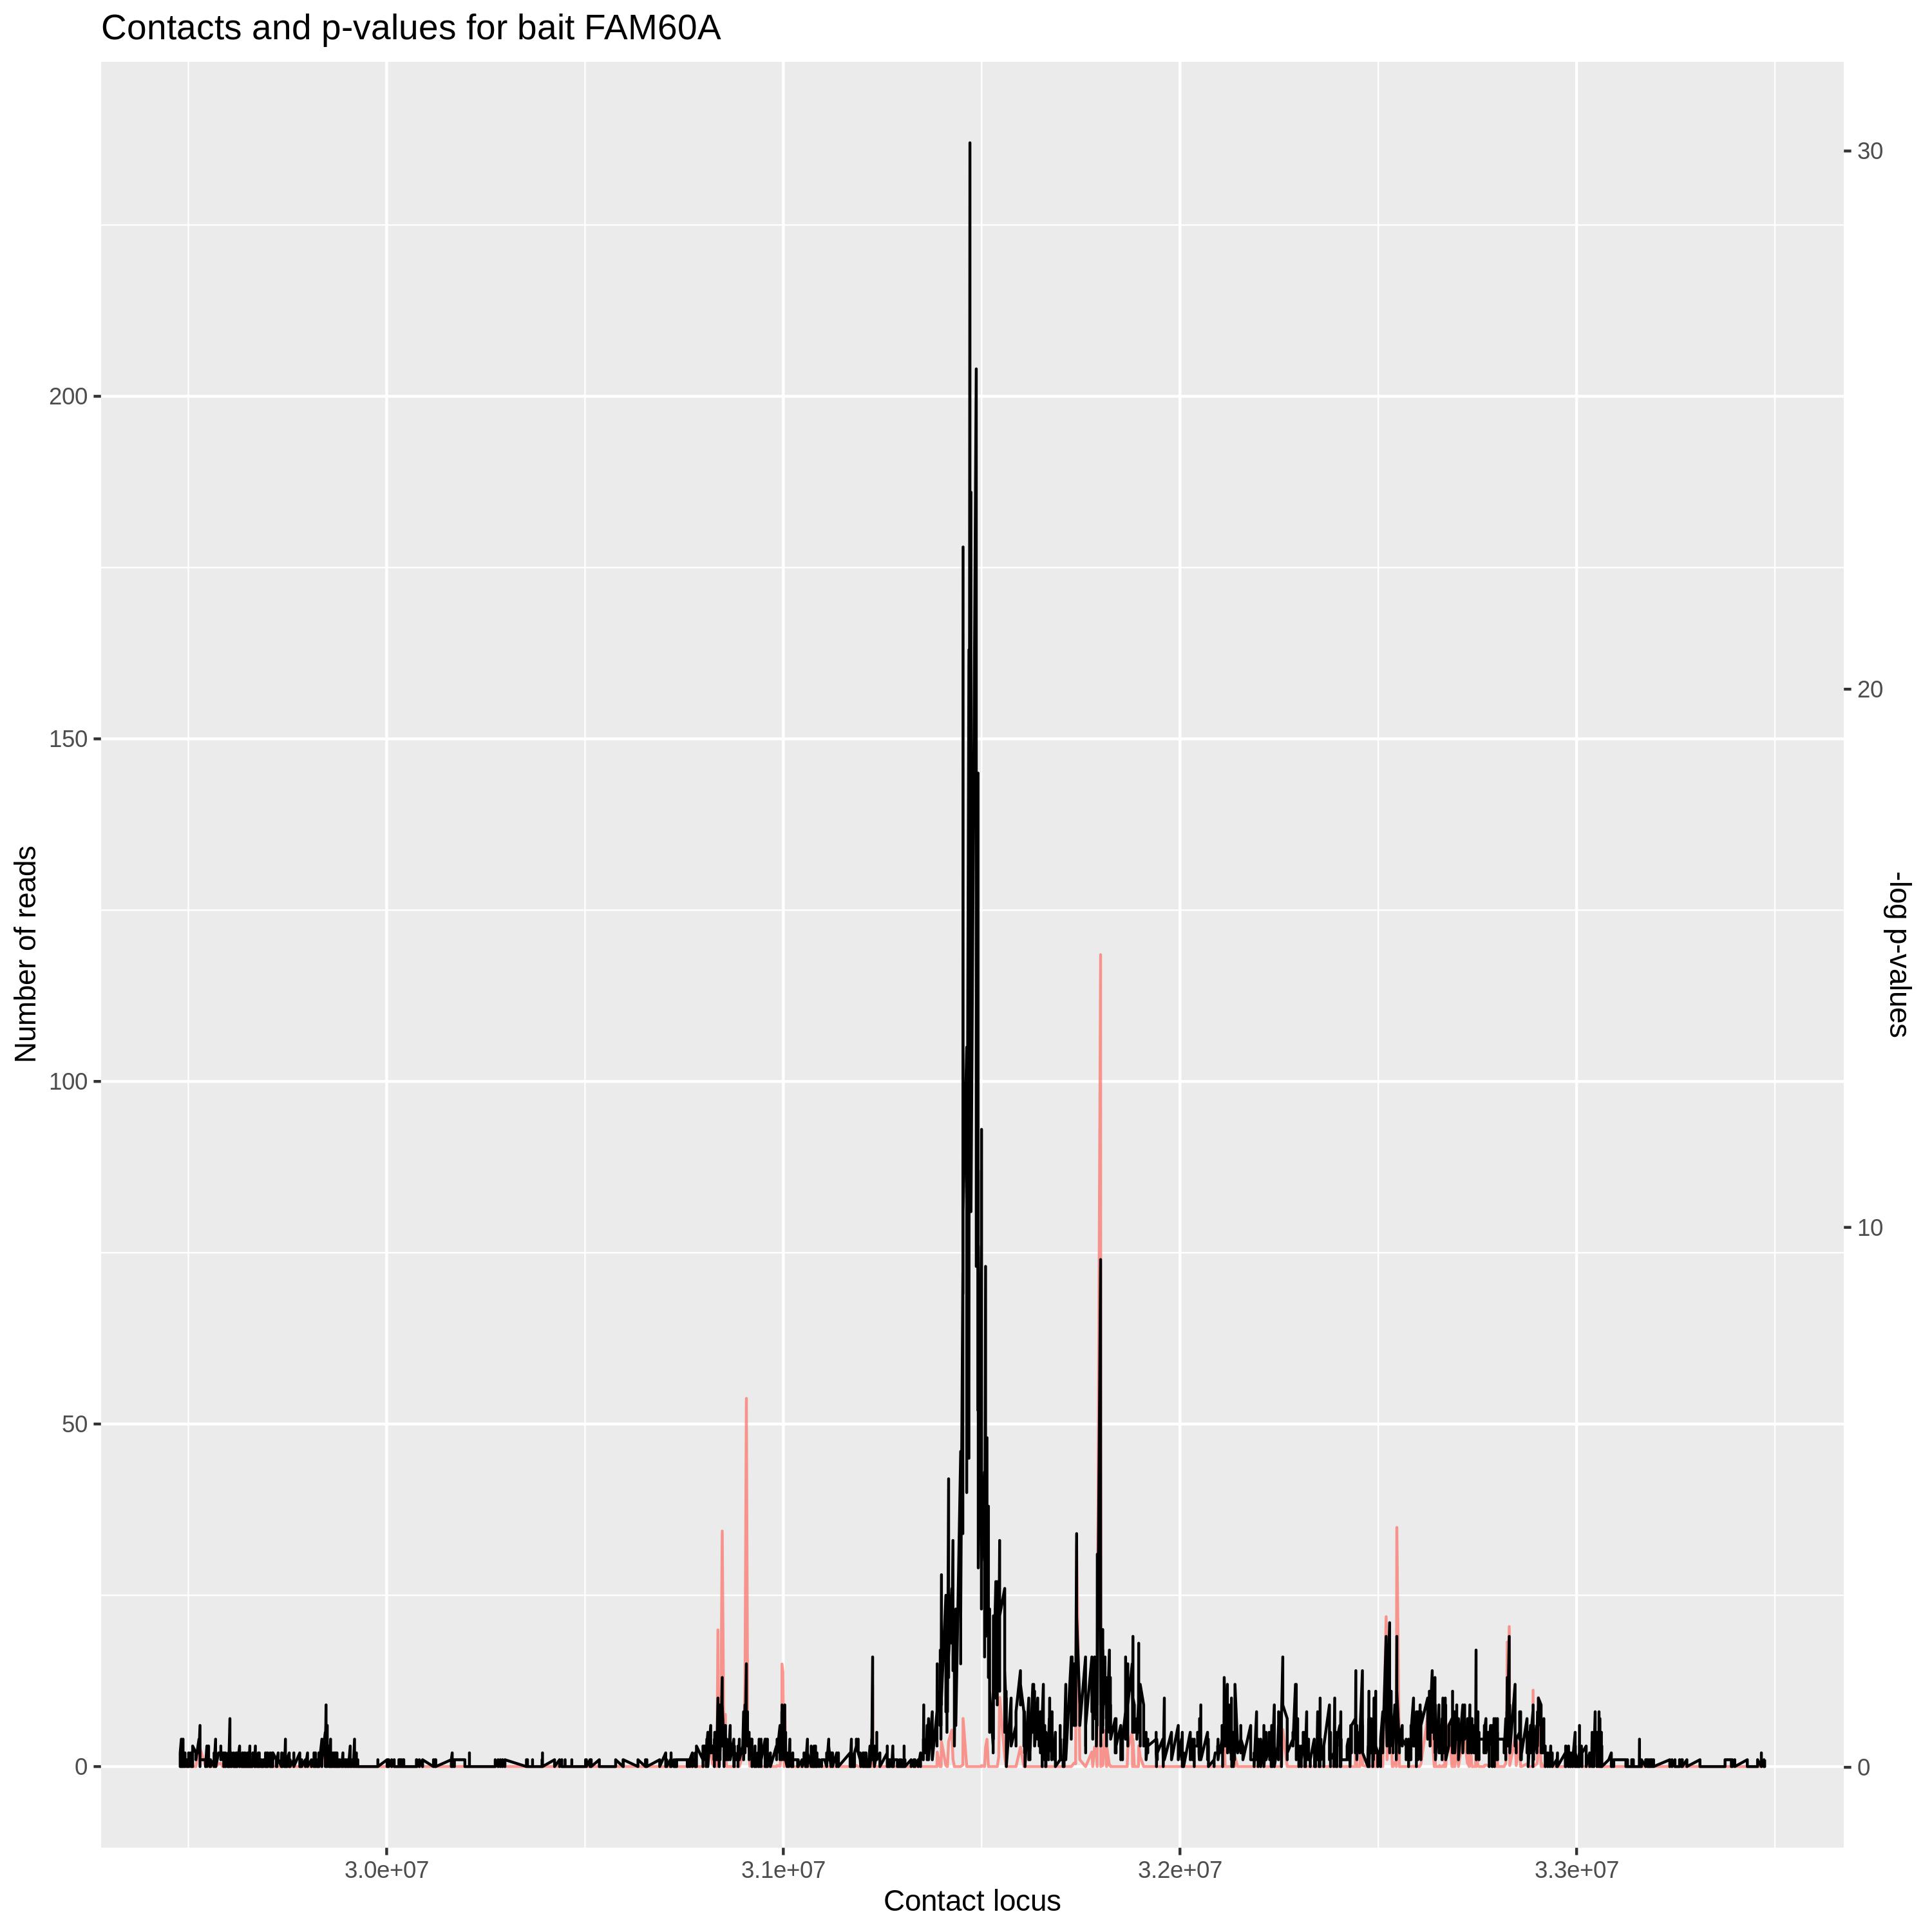 Contacts and p-values for bait FAM60A
Number of reads
200
150
100
50
0
30
20
10
0
-log p-values
3.0e+07 3.1e+07 3.2e+07 3.3e+07
Contact locus